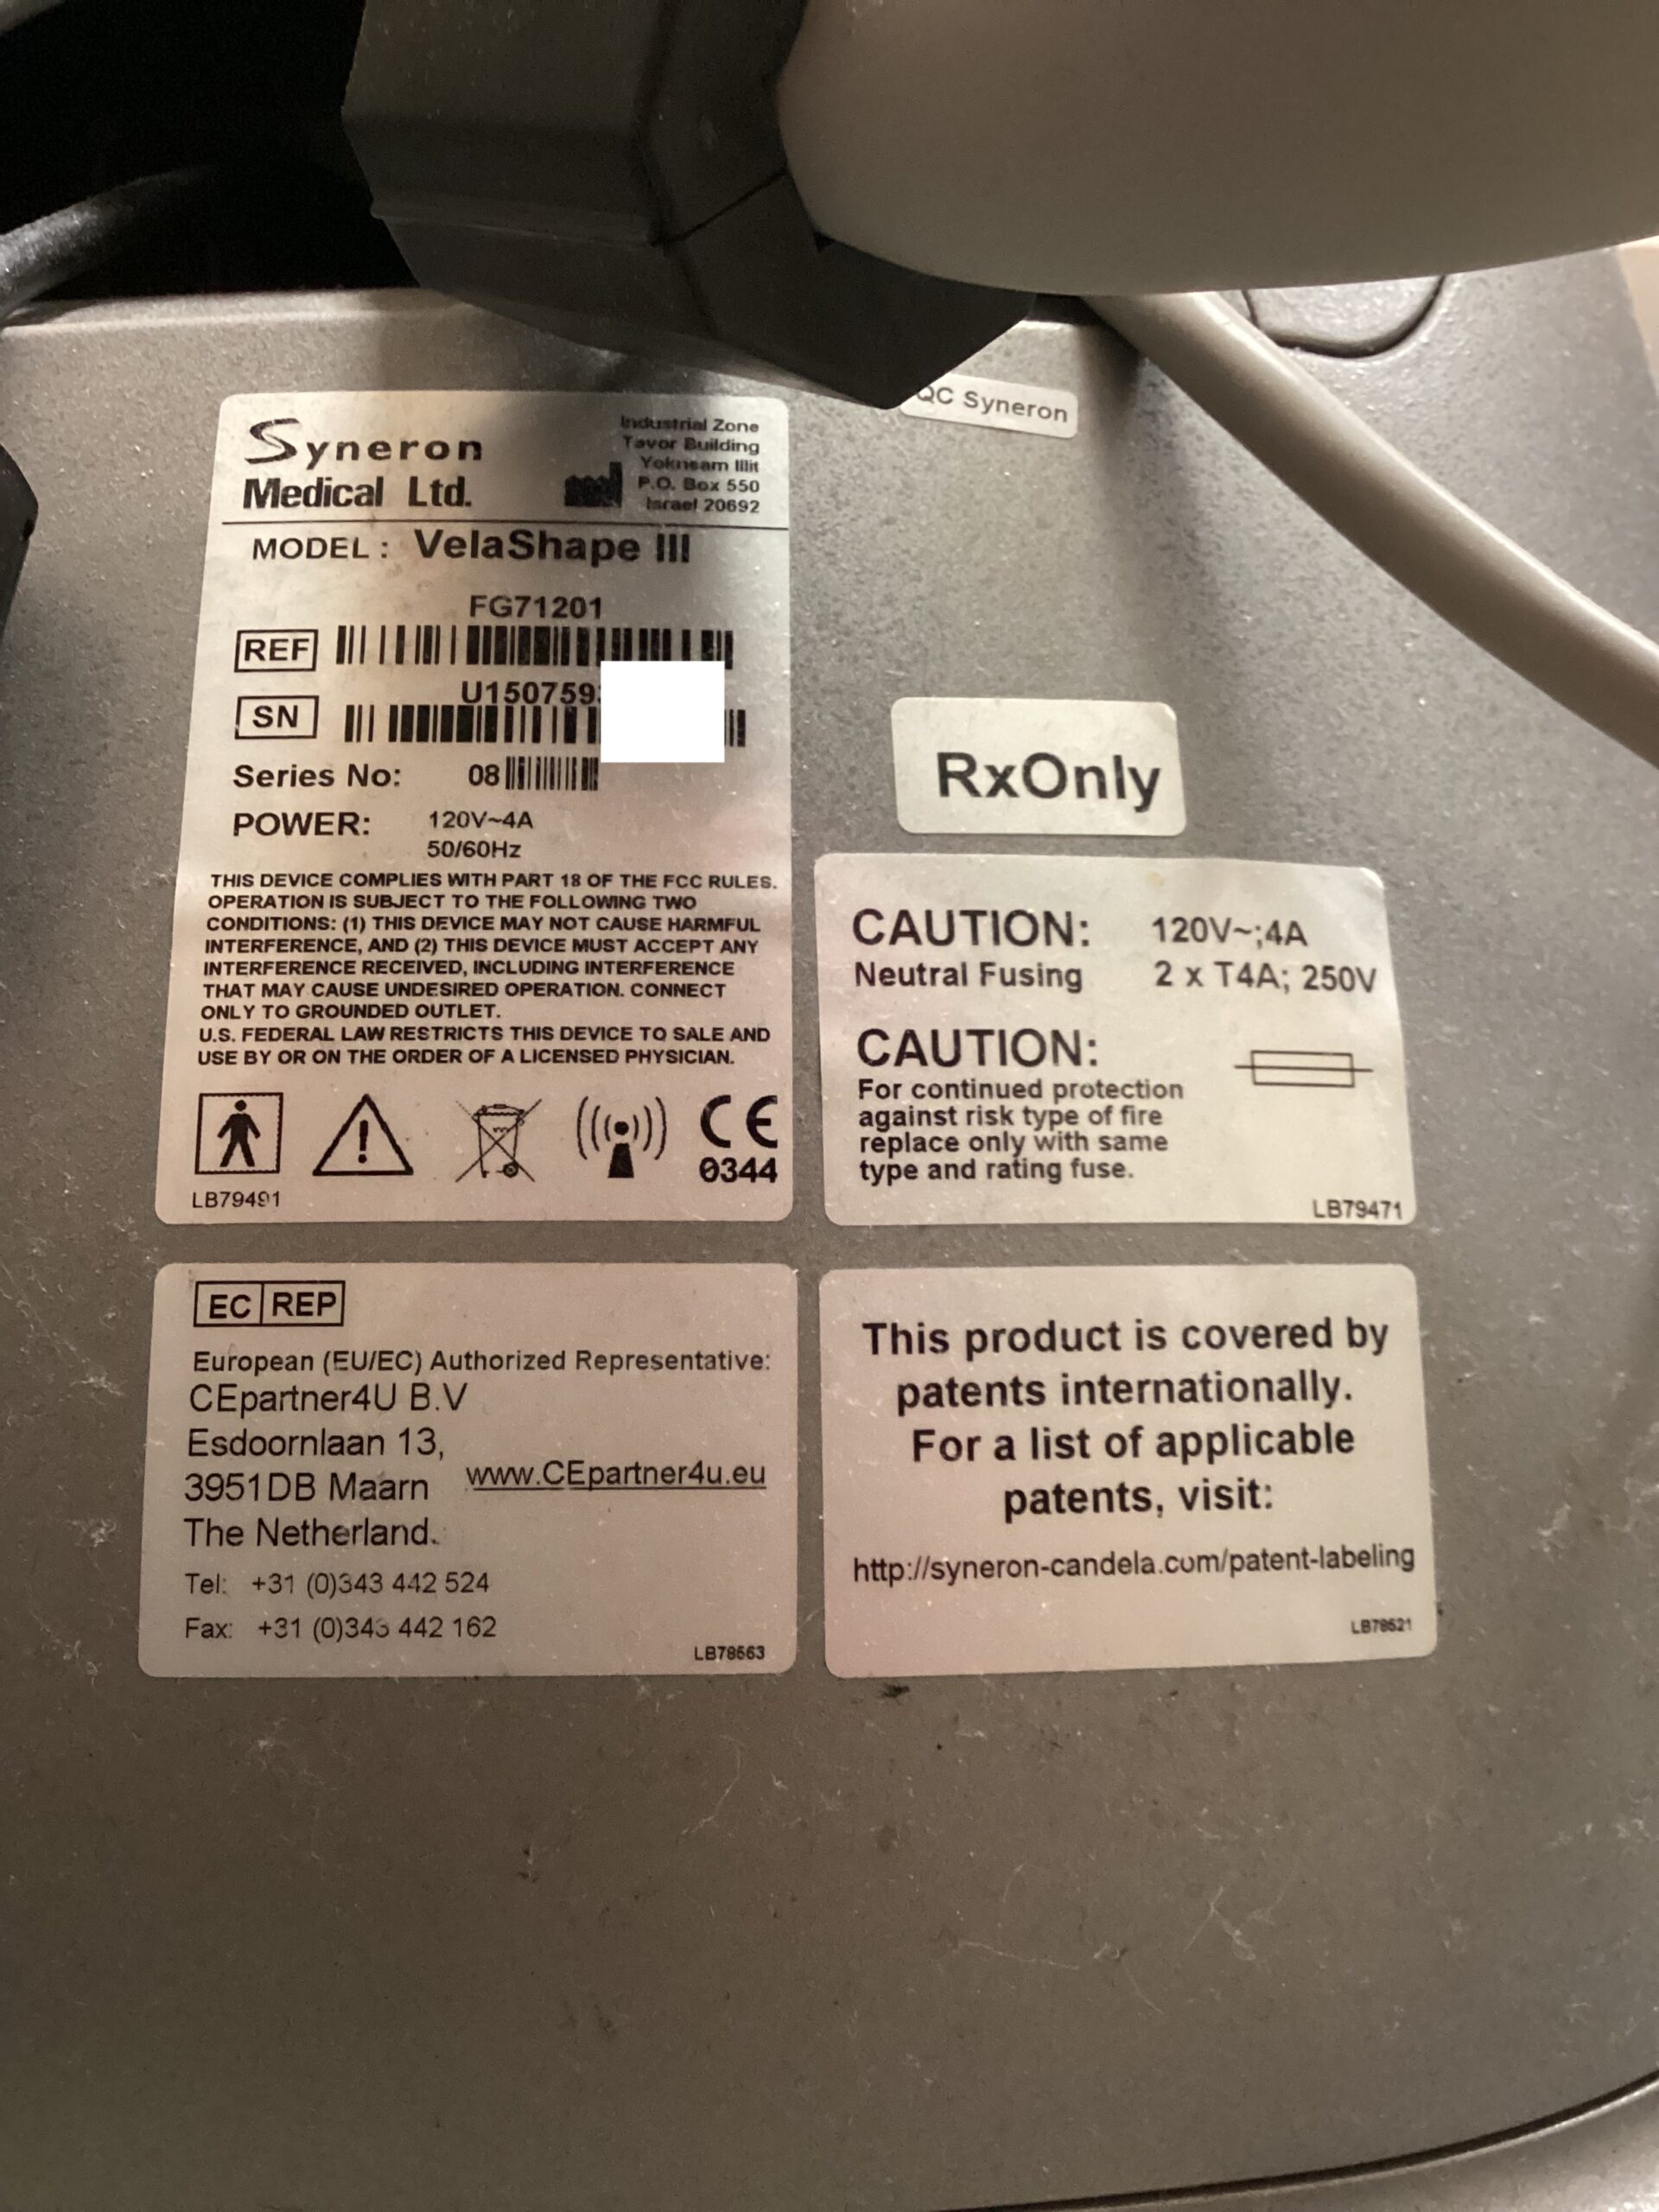 QC Syneron
Syneron
Medical Ltd.
Industrial Zone
Tavor Building
Yokneam Illit
P.O. Box 550
Israel 20692
MODEL : VelaShape III
FG71201
REF
U150759
SN
Series No: 08
POWER: 120V~4A
50/60Hz
THIS DEVICE COMPLIES WITH PART 18 OF THE FCC RULES.
OPERATION IS SUBJECT TO THE FOLLOWING TWO
CONDITIONS: (1) THIS DEVICE MAY NOT CAUSE HARMFUL
INTERFERENCE, AND (2) THIS DEVICE MUST ACCEPT ANY
INTERFERENCE RECEIVED, INCLUDING INTERFERENCE
THAT MAY CAUSE UNDESIRED OPERATION. CONNECT
ONLY TO GROUNDED OUTLET.
U.S. FEDERAL LAW RESTRICTS THIS DEVICE TO SALE AND
USE BY OR ON THE ORDER OF A LICENSED PHYSICIAN.
CE
0344
LB79491
RxOnly
CAUTION: 120V~;4A
Neutral Fusing 2 x T4A; 250V
CAUTION:
For continued protection
against risk type of fire
replace only with same
type and rating fuse.
LB79471
EC REP
European (EU/EC) Authorized Representative:
CEpartner4U B.V
Esdoornlaan 13,
3951DB Maarn www.CEpartner4u.eu
The Netherland.
Tel: +31 (0)343 442 524
Fax: +31 (0)343 442 162
LB78563
This product is covered by
patents internationally.
For a list of applicable
patents, visit:
http://syneron-candela.com/patent-labeling
LB78521